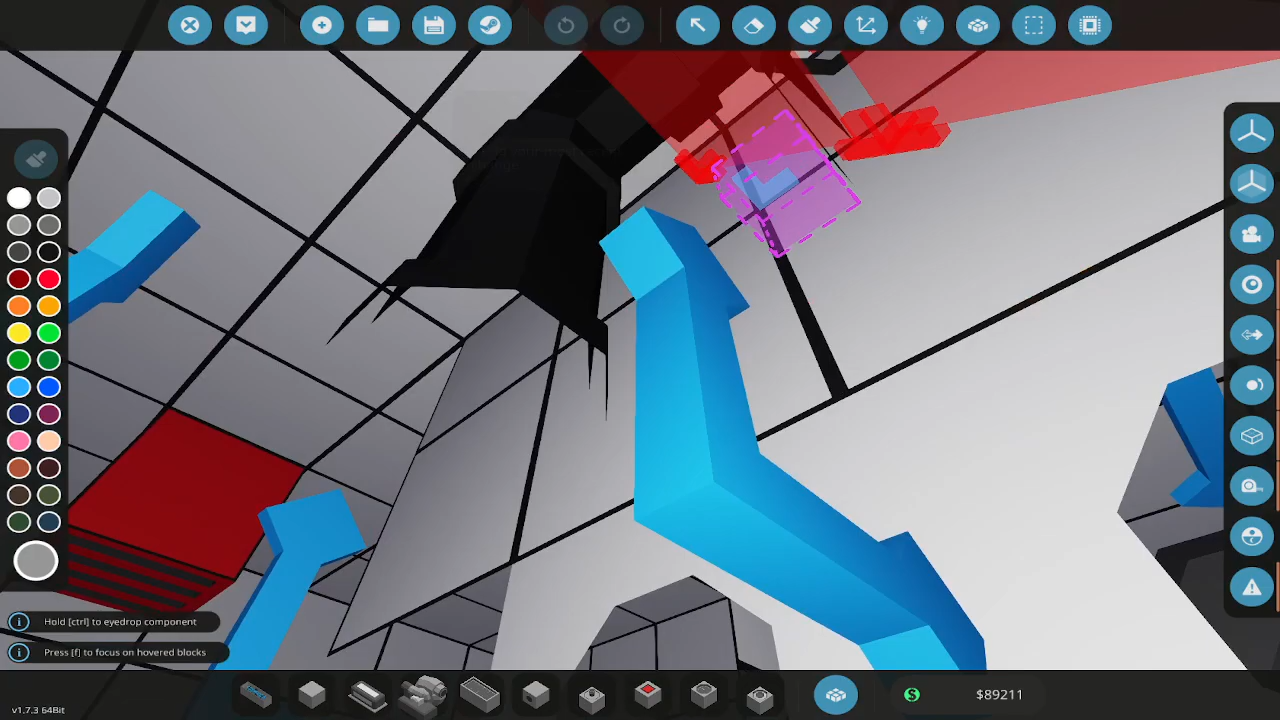 Hold [ctrl] to eyedrop component
Press [f] to focus on hovered blocks
v1.7.3 64Bit
$89211